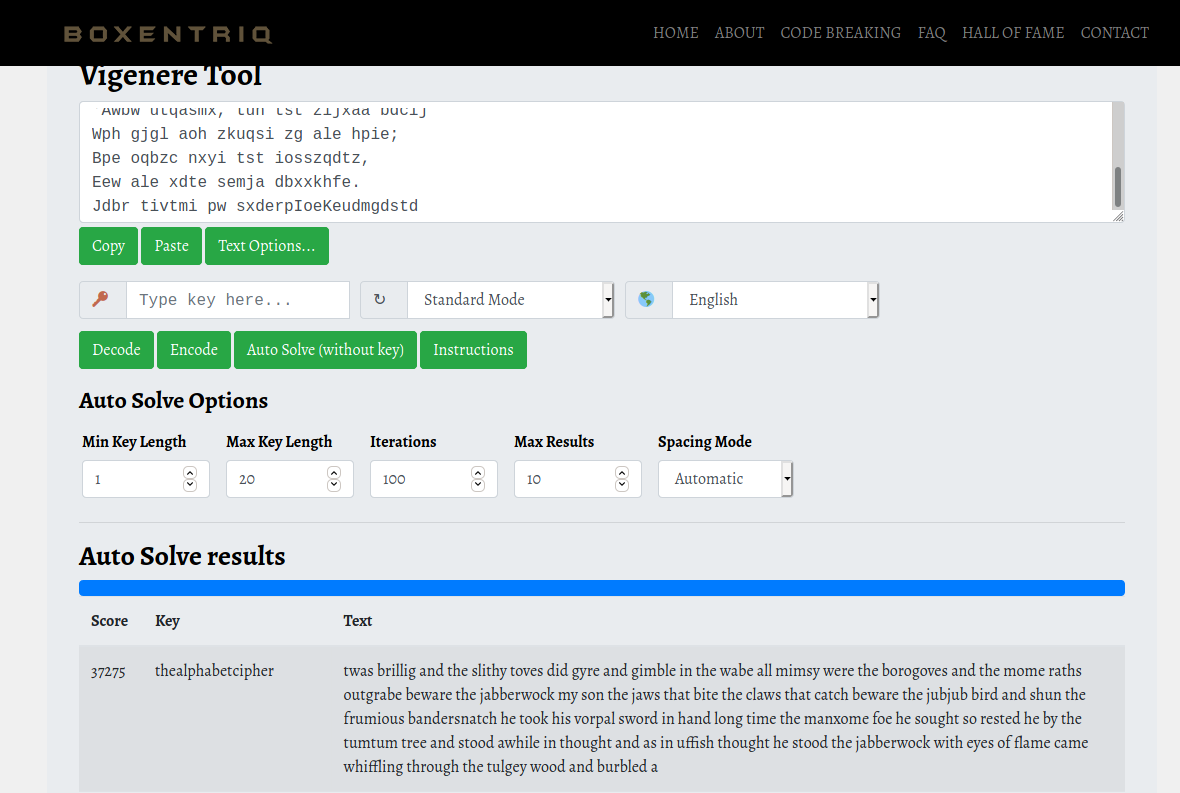 BOXENTRIQ
HOME ABOUT CODE BREAKING FAQ HALL OF FAME CONTACT
Vigenere Tool
'Awbw utqasmx, tuh tst zljxaa bdcij
Wph gjgl aoh zkuqsi zg ale hpie;
Bpe oqbzc nxyi tst iosszqdtz,
Eew ale xdte semja dbxxkhfe.
Jdbr tivtmi pw sxderpIoeKeudmgdstd
Copy Paste Text Options...
Type key here... ↻ Standard Mode English
Decode Encode Auto Solve (without key) Instructions
Auto Solve Options
Min Key Length Max Key Length Iterations Max Results Spacing Mode
1 20 100 10 Automatic
Auto Solve results
Score Key Text
37275 thealphabetcipher twas brillig and the slithy toves did gyre and gimble in the wabe all mimsy were the borogoves and the mome raths
outgrabe beware the jabberwock my son the jaws that bite the claws that catch beware the jubjub bird and shun the
frumious bandersnatch he took his vorpal sword in hand long time the manxome foe he sought so rested he by the
tumtum tree and stood awhile in thought and as in uffish thought he stood the jabberwock with eyes of flame came
whiffling through the tulgey wood and burbled a